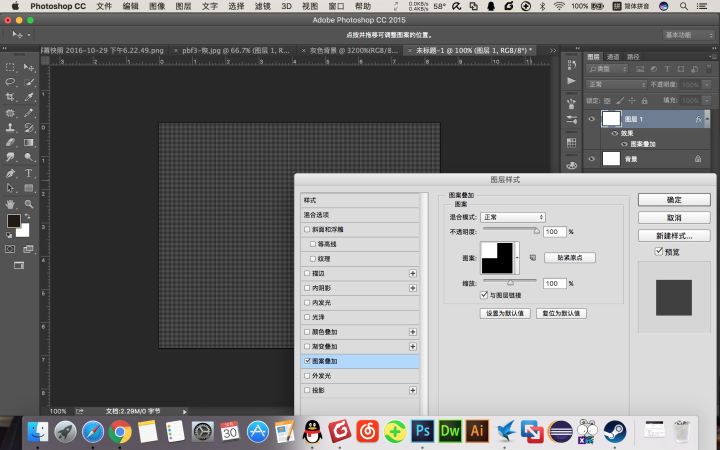 Photoshop CC 文件 编辑 图像 图层 类型 选择 滤镜 3D 视图 窗口 帮助
0.0KB/s
0.4KB/s
58° 100% 简体拼音
Adobe Photoshop CC 2015
点按并拖移可调整图案的位置。
基本功能
幕快照 2016-10-29 下午6.22.49.png
pbf3-恢.jpg @ 66.7% (图层 1, R...
灰色背景 @ 3200%(RGB/8...
未标题-1 @ 100% (图层 1, RGB/8*) *
图层 通道 路径
类型
正常 不透明度: 100%
锁定: 填充: 100%
图层 1 fx
效果
图案叠加
背景
图层样式
样式
混合选项
斜面和浮雕
等高线
纹理
描边
内阴影
内发光
光泽
颜色叠加
渐变叠加
图案叠加
外发光
投影
图案叠加
图案
混合模式: 正常
不透明度: 100 %
图案: 贴紧原点
缩放: 100 %
与图层链接
设置为默认值 复位为默认值
确定
取消
新建样式...
预览
100% 文档:2.29M/0 字节
30 Ps Dw Ai